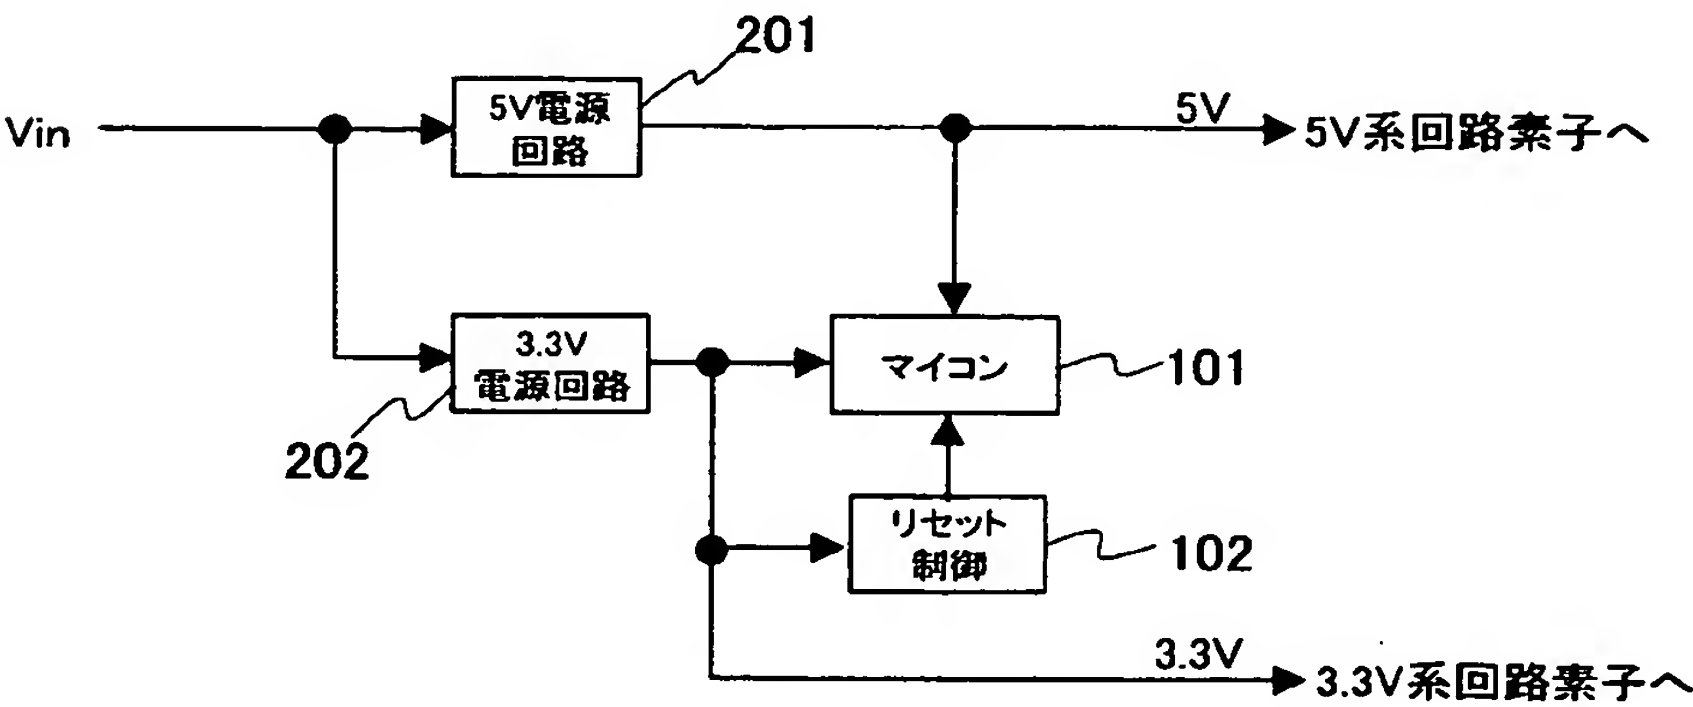 201
5V電源
回路
Vin
5V
5V系回路素子へ
3.3V
電源回路
マイコン
101
202
リセット
制御
102
3.3V
3.3V系回路素子へ